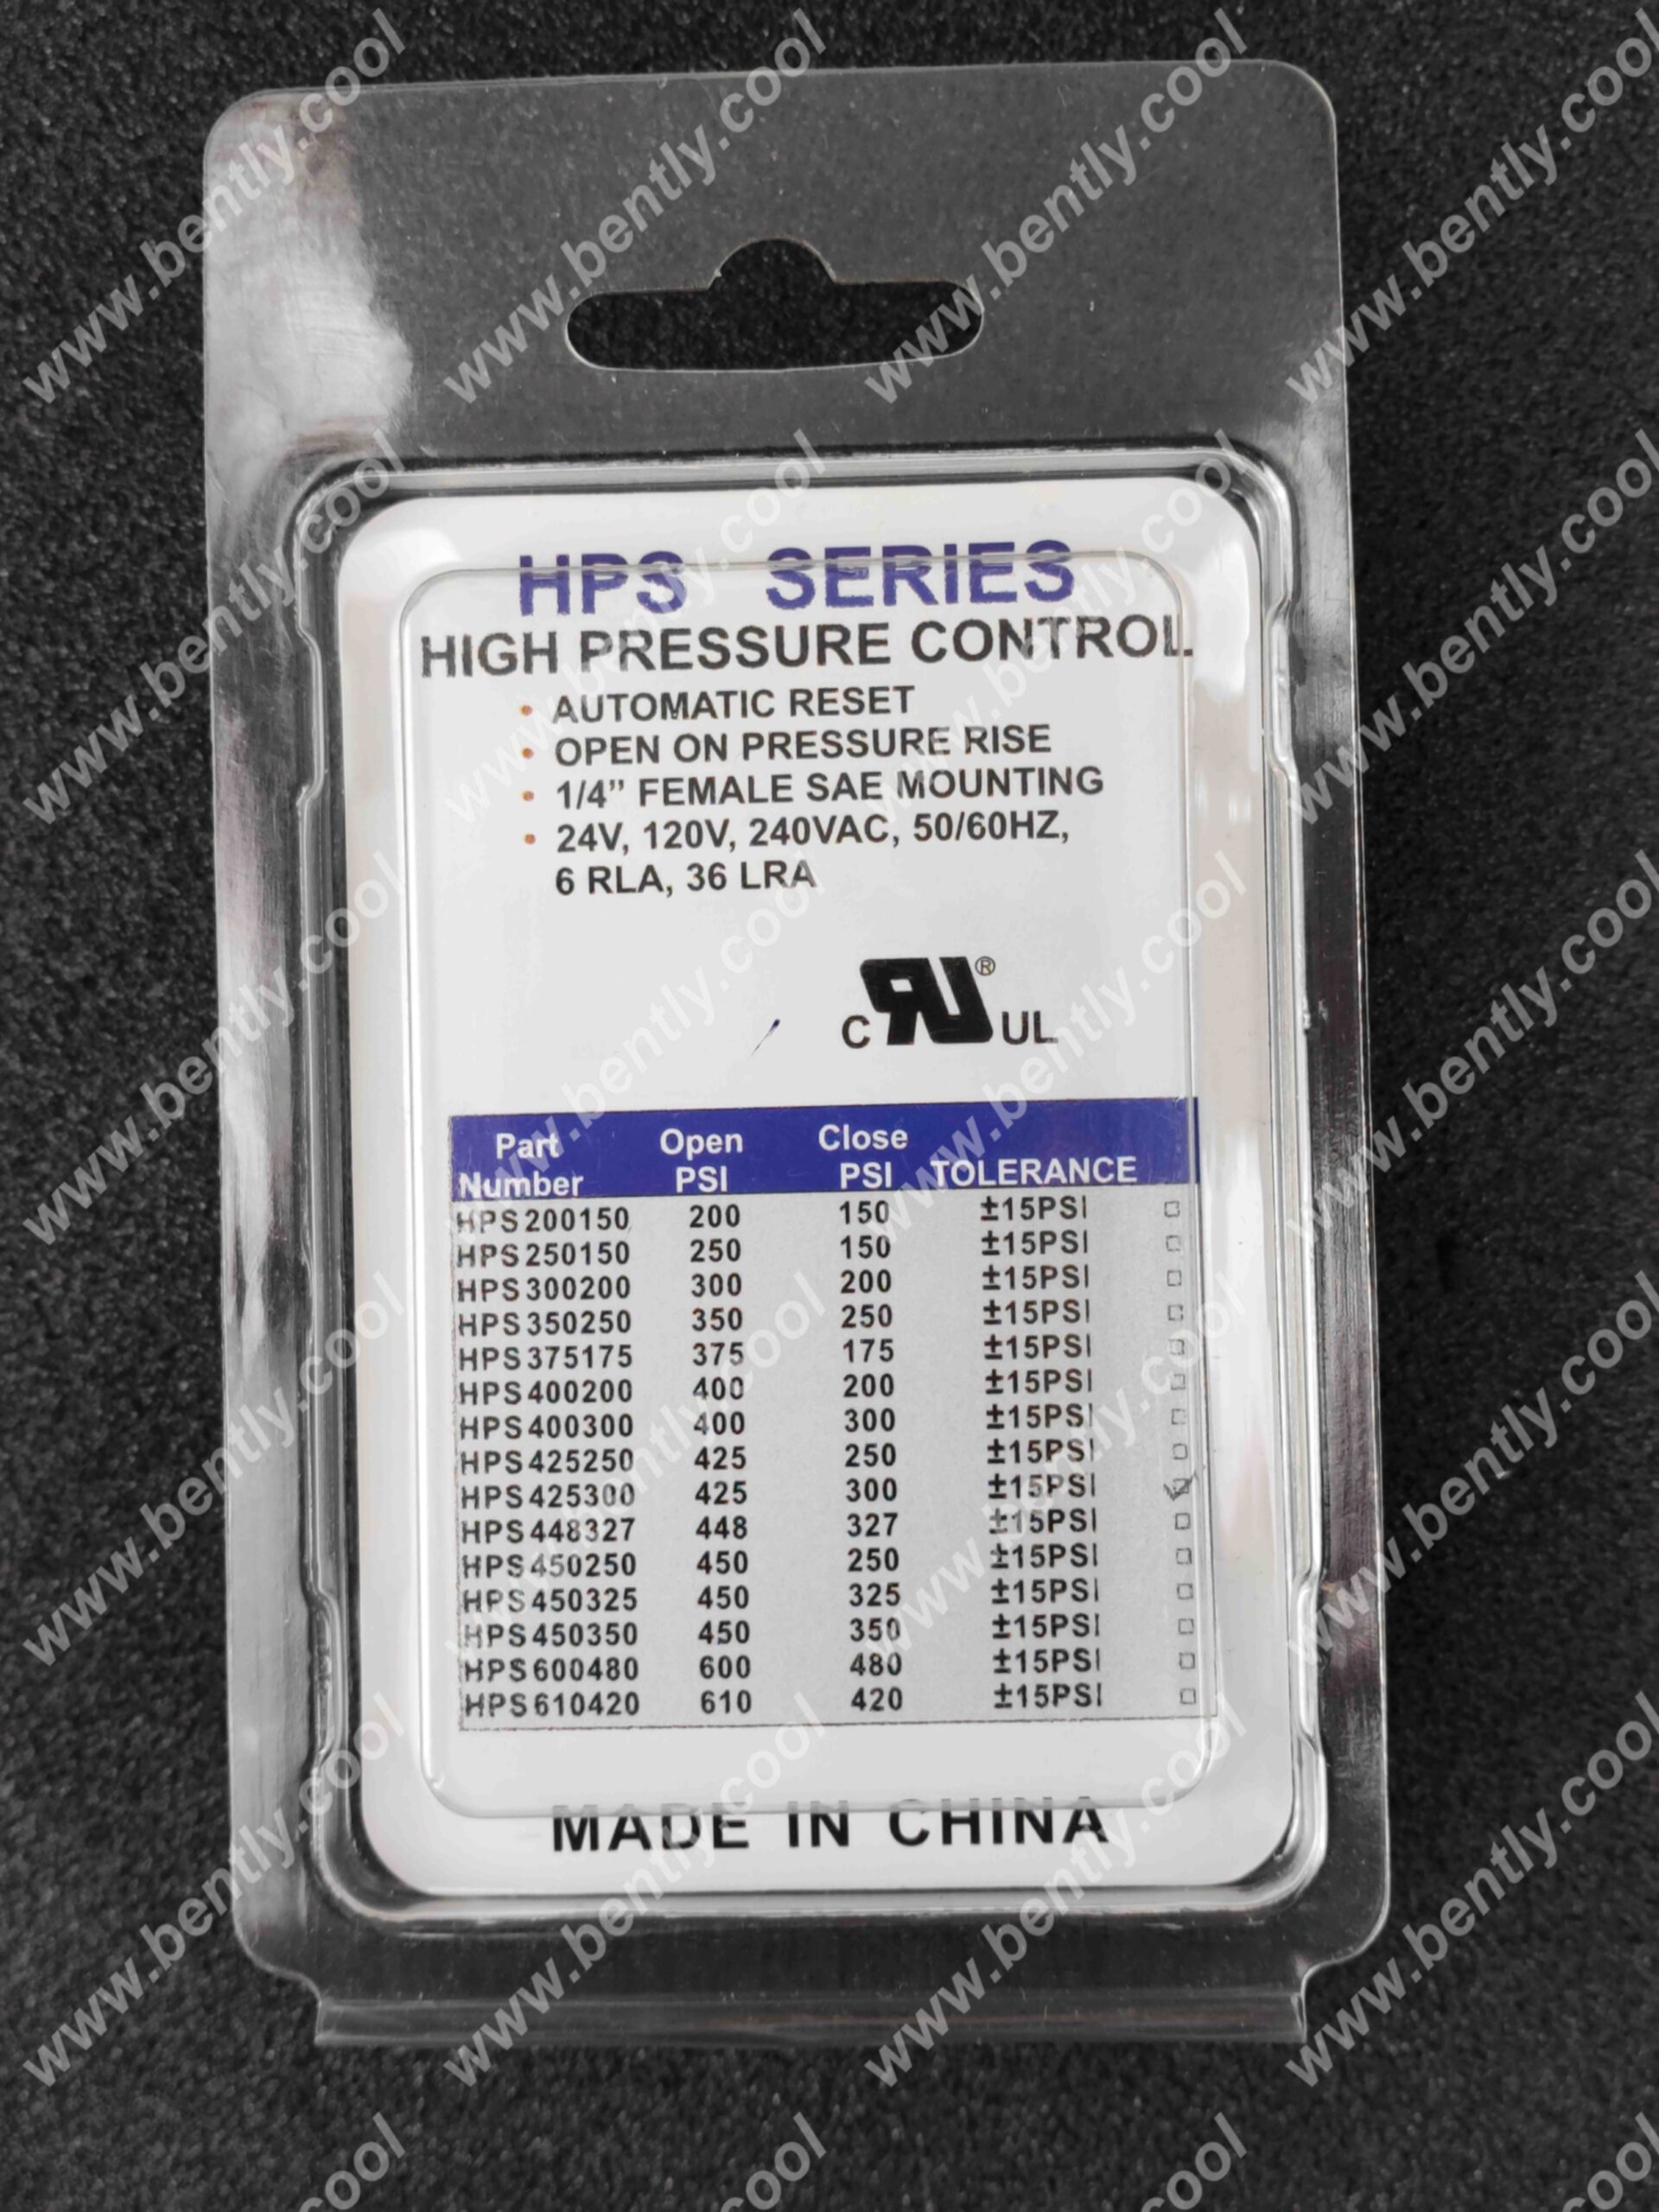 HPS SERIES
HIGH PRESSURE CONTROL
• AUTOMATIC RESET
• OPEN ON PRESSURE RISE
• 1/4” FEMALE SAE MOUNTING
• 24V, 120V, 240VAC, 50/60HZ,
6 RLA, 36 LRA
C RU® UL
Part Number Open PSI Close PSI TOLERANCE
HPS200150 200 150 ±15PSI □
HPS250150 250 150 ±15PSI □
HPS300200 300 200 ±15PSI □
HPS350250 350 250 ±15PSI □
HPS375175 375 175 ±15PSI □
HPS400200 400 200 ±15PSI □
HPS400300 400 300 ±15PSI □
HPS425250 425 250 ±15PSI □
HPS425300 425 300 ±15PSI ☑
HPS448327 448 327 ±15PSI □
HPS450250 450 250 ±15PSI □
HPS450325 450 325 ±15PSI □
HPS450350 450 350 ±15PSI □
HPS600480 600 480 ±15PSI □
HPS610420 610 420 ±15PSI □
MADE IN CHINA
www.bently.cool